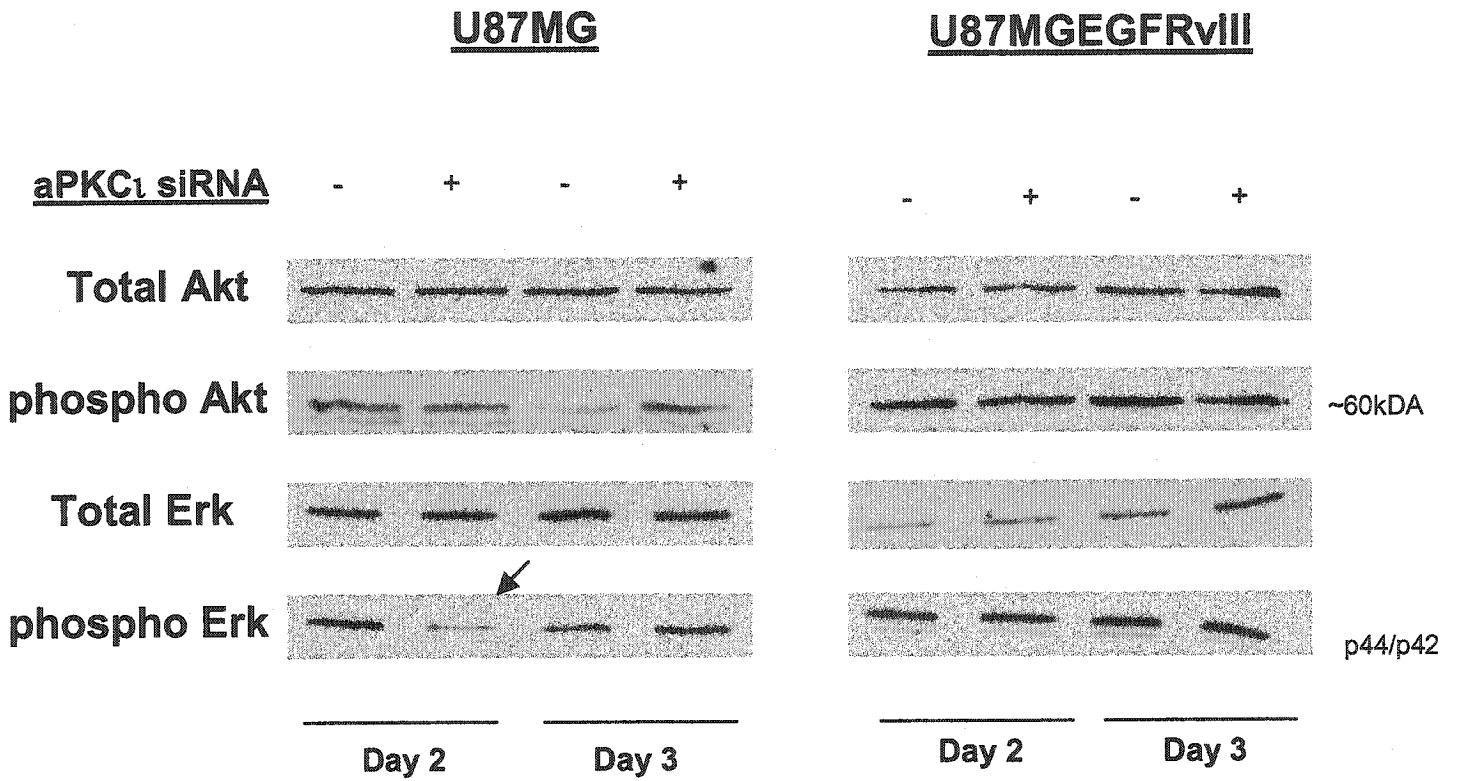 U87MG
U87MGEGFRvIII
aPKCι siRNA - + - + - + - +
Total Akt
phospho Akt ~60kDA
Total Erk
phospho Erk p44/p42
Day 2 Day 3 Day 2 Day 3